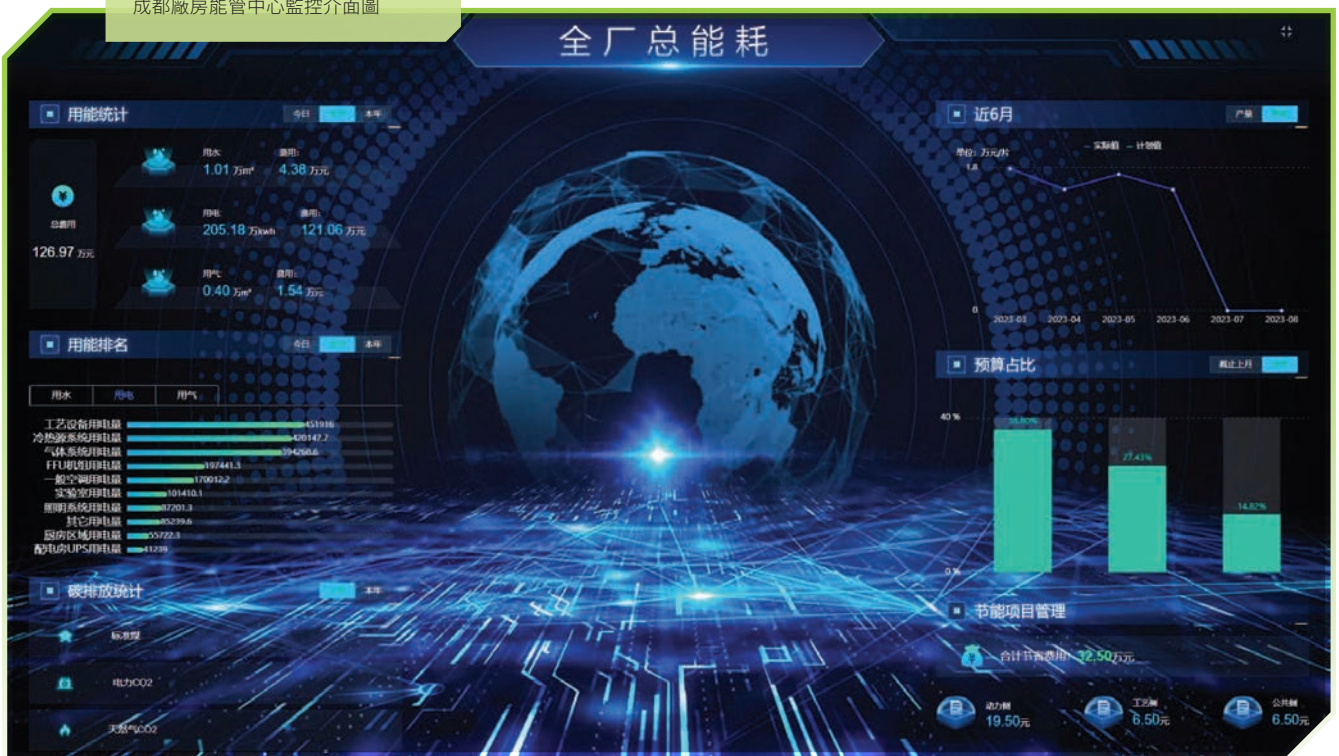 成都廠房能管中心監控介面圖
全厂总能耗
用能统计
今日
本年
总费用
126.97 万元
用水:
费用:
1.01 万m³
4.38 万元
用电:
费用:
205.18 万kwh
121.06 万元
用气:
费用:
0.40 万m³
1.54 万元
用能排名
今日
本年
用水 用电 用气
工艺设备用电量 451916
冷热源系统用电量 420147.2
气体系统用电量 394268.6
FFU机组用电量 197441.3
一般空调用电量 170012.2
实验室用电量 101410.1
照明系统用电量 87201.3
其它用电量 85239.6
厨房区域用电量 55722.3
配电房UPS用电量 41239
碳排放统计
本年
标准煤
电力CO2
天然气CO2
近6月
产量
单位: 万元/片
实际值 计划值
1.8
0
2023-03 2023-04 2023-05 2023-06 2023-07 2023-08
预算占比
截止上月
40 %
27.43%
14.82%
0 %
节能项目管理
合计节省费用: 32.50万元
动力侧
19.50元
工艺侧
6.50元
公共侧
6.50元